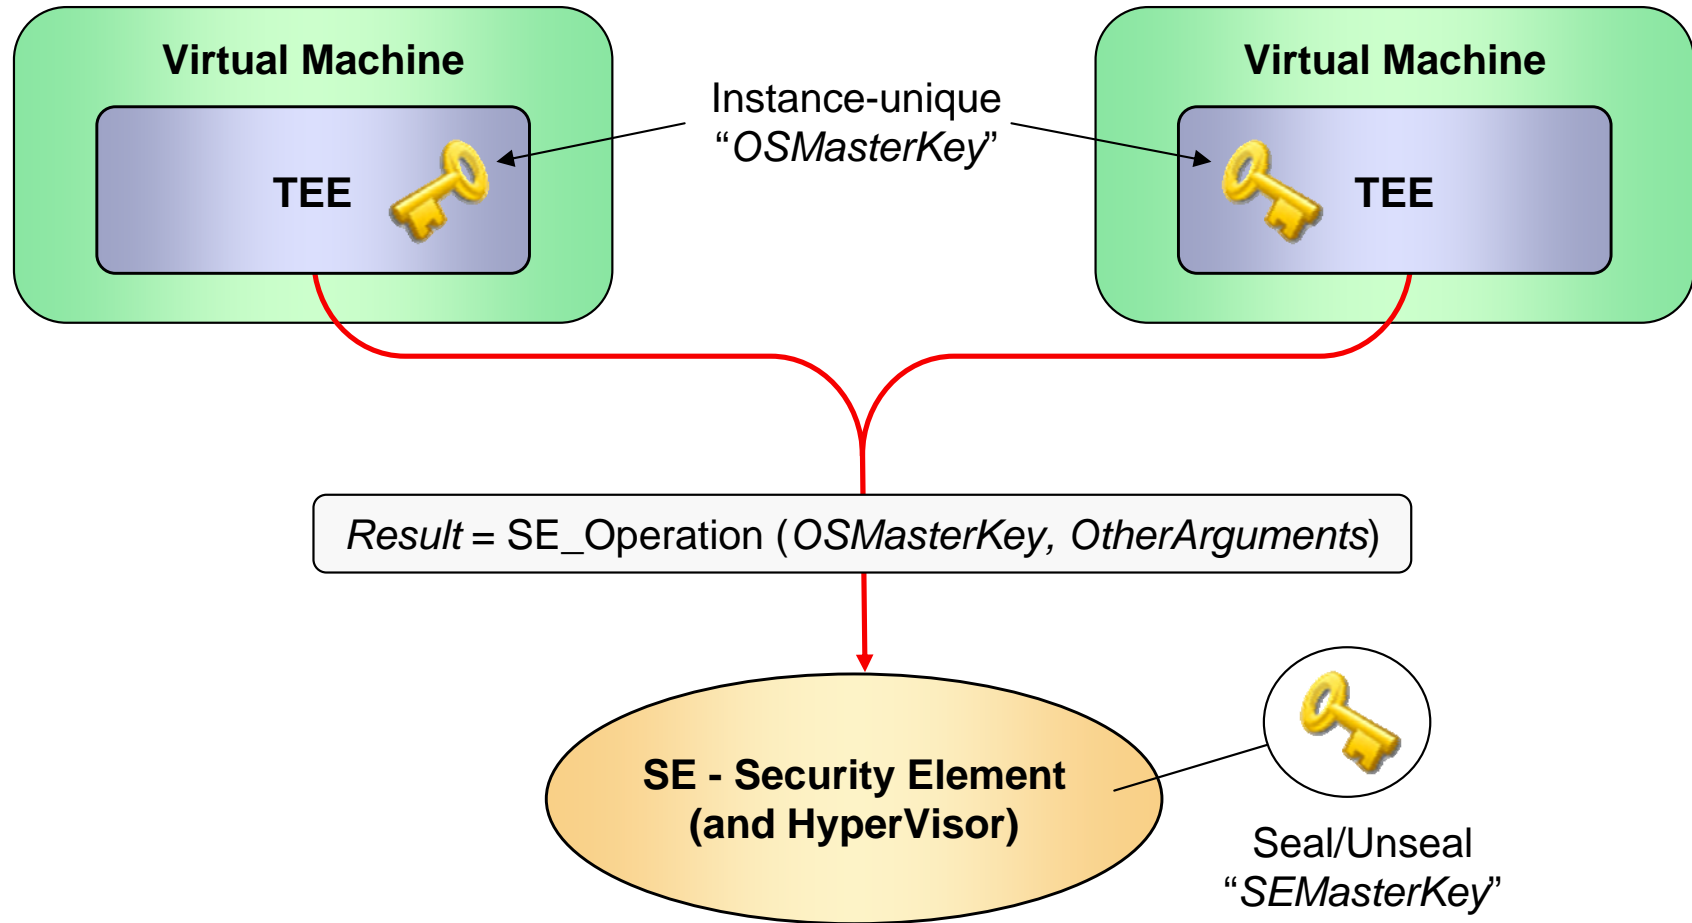 Virtual Machine
TEE
Instance-unique
“OSMasterKey”
Virtual Machine
TEE
Result = SE_Operation (OSMasterKey, OtherArguments)
SE - Security Element
(and HyperVisor)
Seal/Unseal
“SEMasterKey”